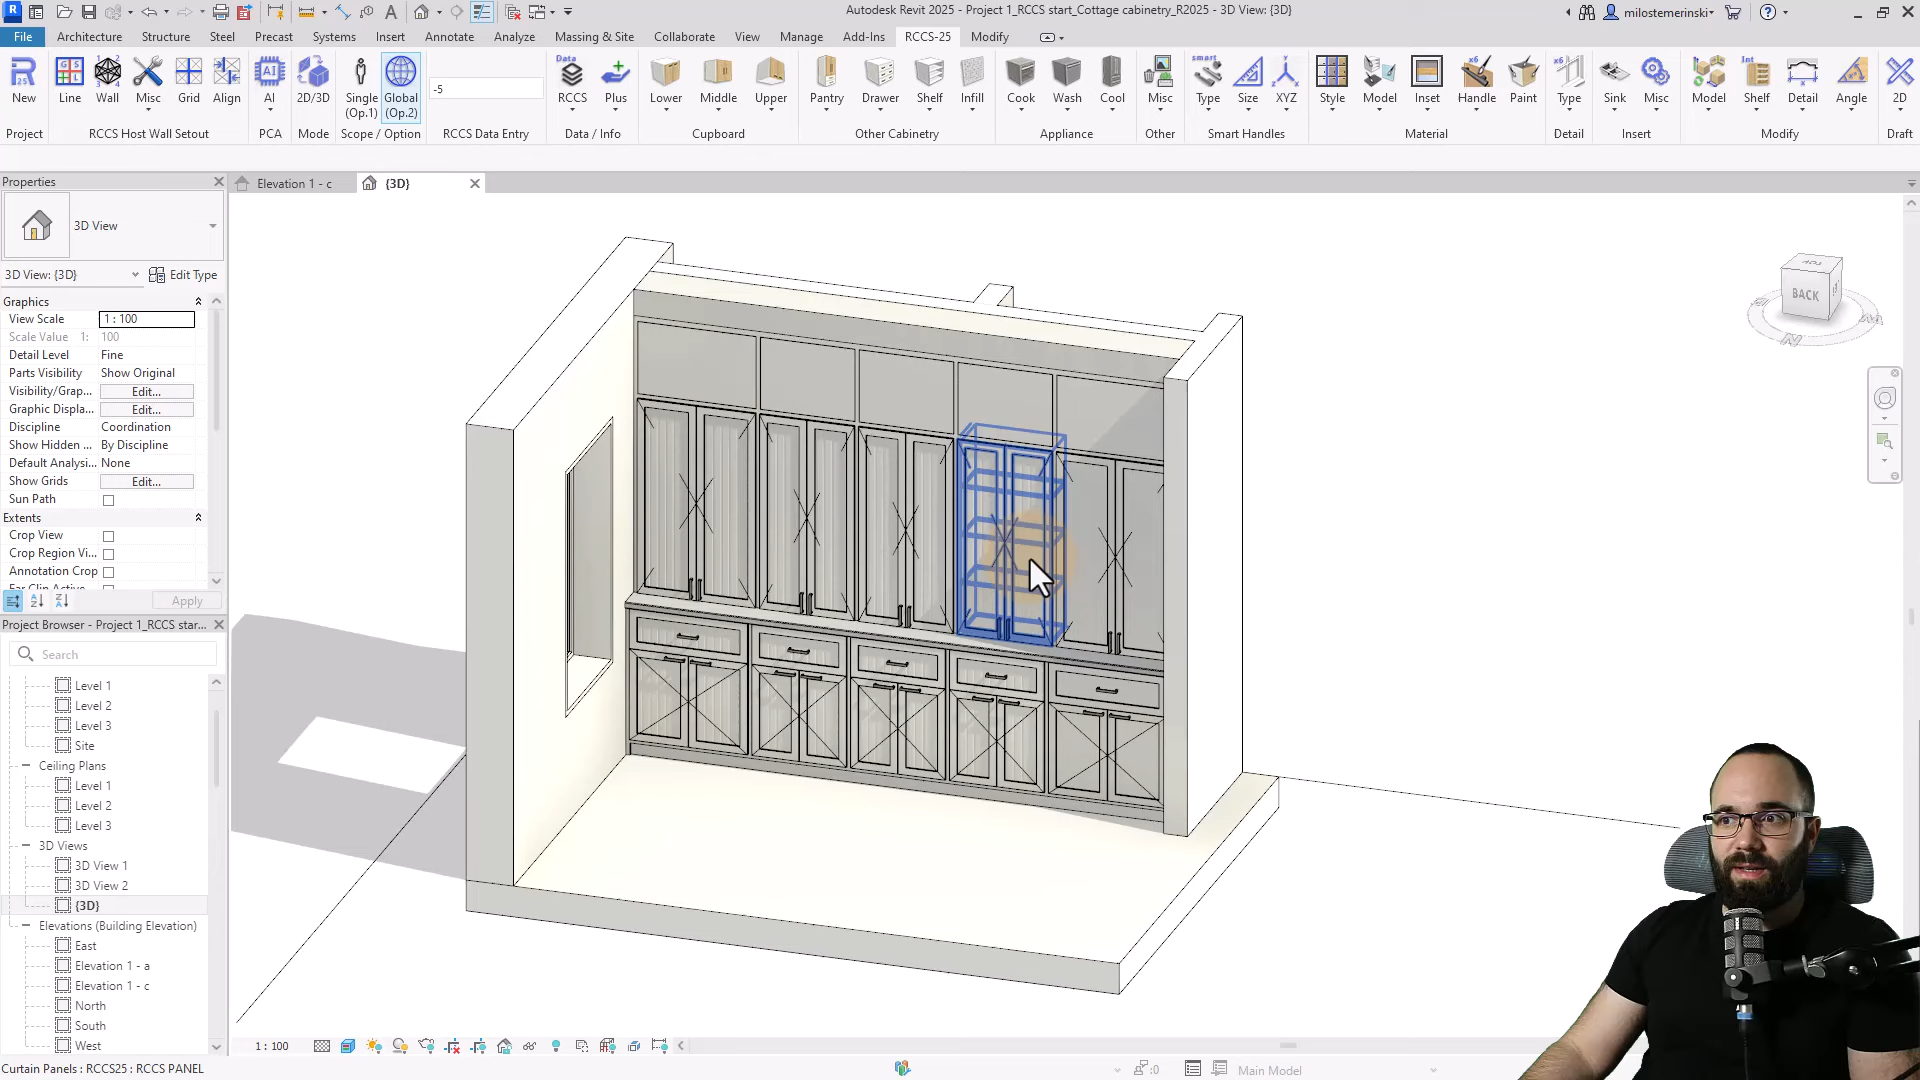 Autodesk Revit 2025 - Project 1_RCCS start_Cottage cabinetry_R2025 - 3D View: {3D}
milostemerinski
File Architecture Structure Steel Precast Systems Insert Annotate Analyze Massing & Site Collaborate View Manage Add-Ins RCCS-25 Modify
New Line Wall Misc Grid Align AI 2D/3D Single (Op.1) Global (Op.2) -5 Data RCCS Plus Lower Middle Upper Pantry Drawer Shelf Infill Cook Wash Cool Misc smart Type Size XYZ Style Model Inset x6 Handle Paint x6 Type Sink Misc Model Int Shelf Detail Angle 2D
Project RCCS Host Wall Setout PCA Mode Scope / Option RCCS Data Entry Data / Info Cupboard Other Cabinetry Appliance Other Smart Handles Material Detail Insert Modify Draft
Properties
Elevation 1 - c {3D}
3D View
3D View: {3D} Edit Type
Graphics
View Scale 1 : 100
Scale Value 1: 100
Detail Level Fine
Parts Visibility Show Original
Visibility/Grap... Edit...
Graphic Displa... Edit...
Discipline Coordination
Show Hidden ... By Discipline
Default Analysi... None
Show Grids Edit...
Sun Path
Extents
Crop View
Crop Region Vi...
Annotation Crop
Apply
Project Browser - Project 1_RCCS star...
Search
Level 1
Level 2
Level 3
Site
Ceiling Plans
Level 1
Level 2
Level 3
3D Views
3D View 1
3D View 2
{3D}
Elevations (Building Elevation)
East
Elevation 1 - a
Elevation 1 - c
North
South
West
TOP
BACK
1 : 100
Curtain Panels : RCCS25 : RCCS PANEL
:0
Main Model